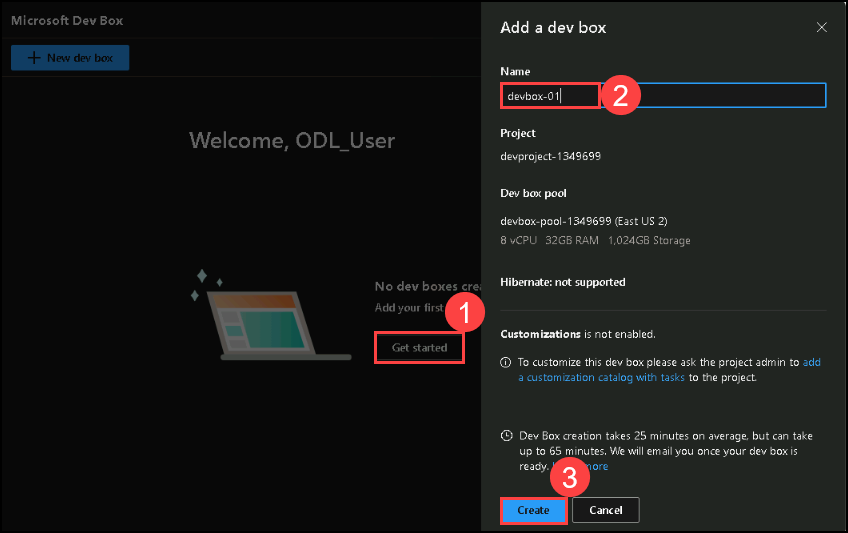 Microsoft Dev Box
New dev box
Welcome, ODL_User
No dev boxes crea
Add your first
1
Get started
Add a dev box
Name
devbox-01
2
Project
devproject-1349699
Dev box pool
devbox-pool-1349699 (East US 2)
8 vCPU 32GB RAM 1,024GB Storage
Hibernate: not supported
Customizations is not enabled.
To customize this dev box please ask the project admin to add
a customization catalog with tasks to the project.
Dev Box creation takes 25 minutes on average, but can take
up to 65 minutes. We will email you once your dev box is
ready. more
3
Create
Cancel